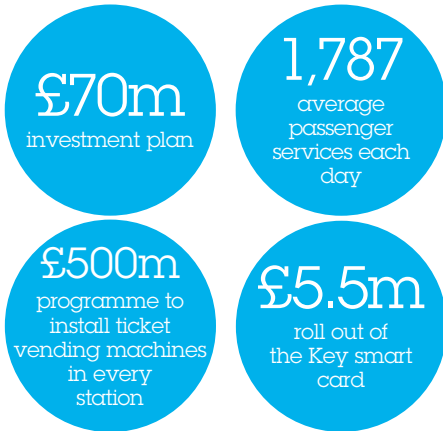 £70m
investment plan
1,787
average
passenger
services each
day
£500m
programme to
install ticket
vending machines
in every
station
£5.5m
roll out of
the Key smart
card